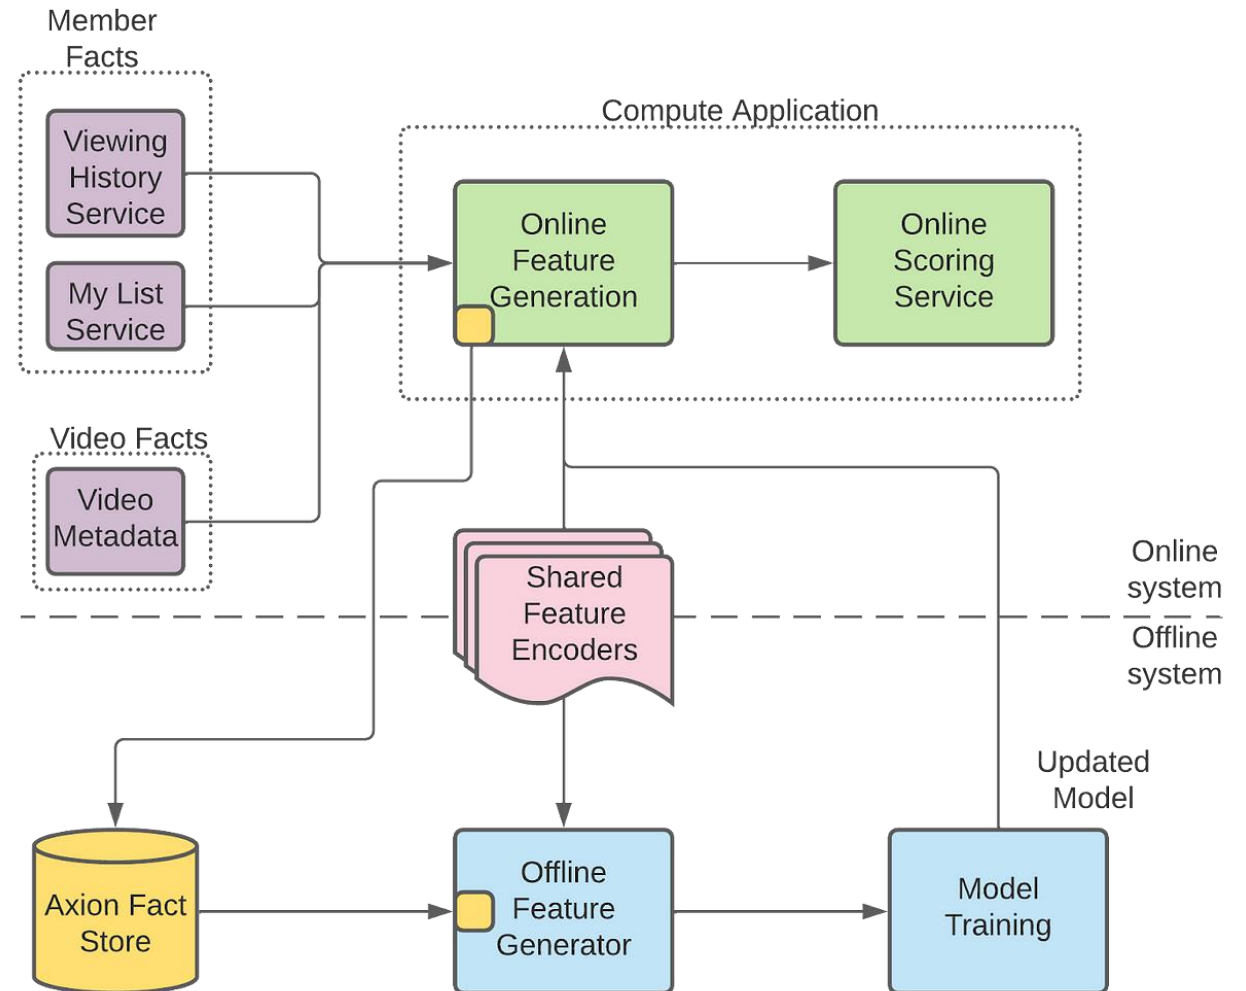 Member
Facts
Viewing
History
Service
My List
Service
Video Facts
Video
Metadata
Compute Application
Online
Feature
Generation
Online
Scoring
Service
Shared
Feature
Encoders
Online
system
Offline
system
Updated
Model
Axion Fact
Store
Offline
Feature
Generator
Model
Training